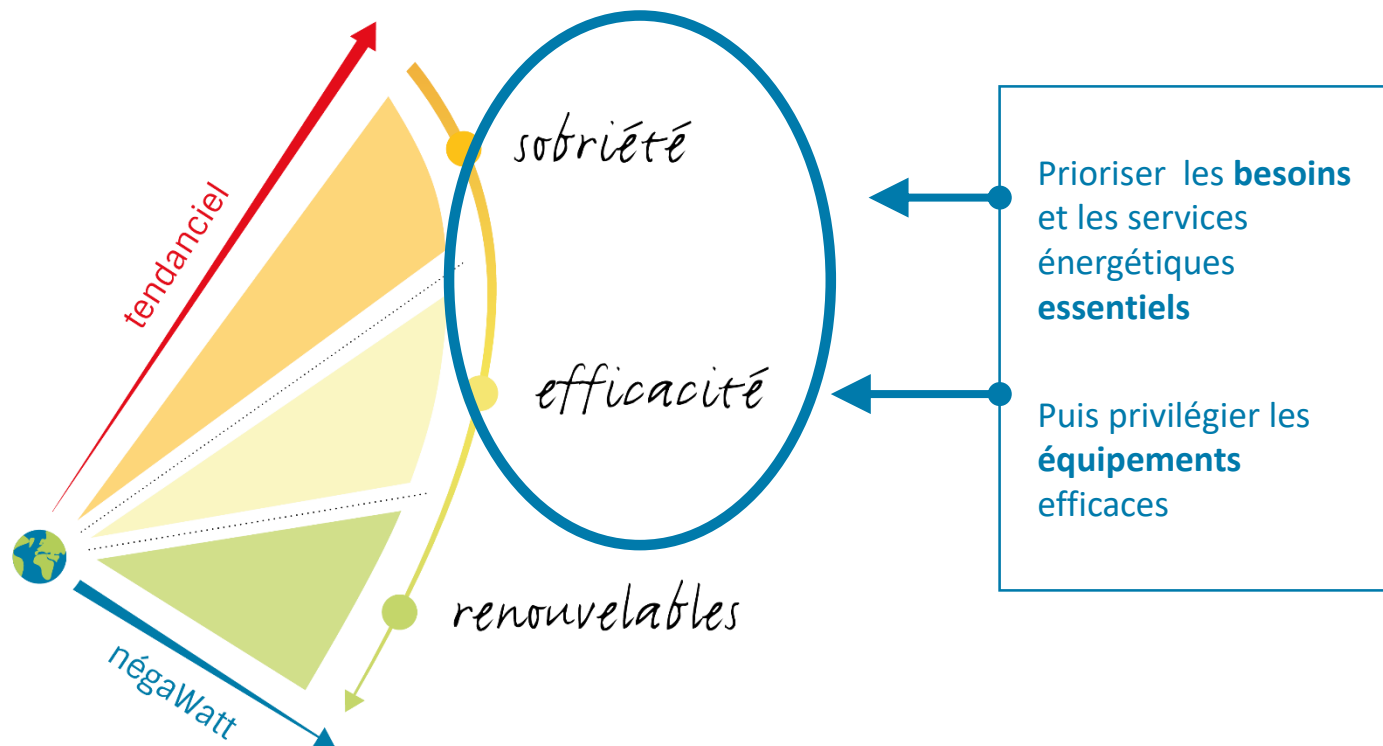 tendanciel
sobriété
efficacité
renouvelables
négaWatt
Prioriser les besoins
et les services
énergétiques
essentiels
Puis privilégier les
équipements
efficaces